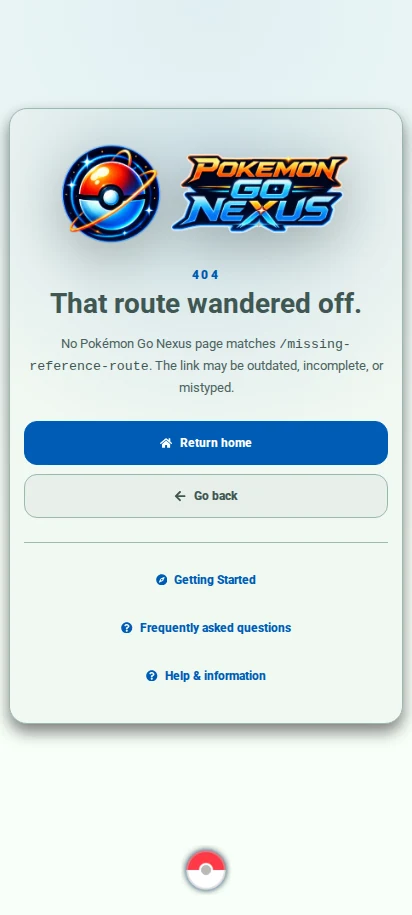 POKEMON
GO
NEXUS
404
That route wandered off.
No Pokémon Go Nexus page matches /missing-
reference-route. The link may be outdated, incomplete, or
mistyped.
Return home
Go back
Getting Started
Frequently asked questions
Help & information